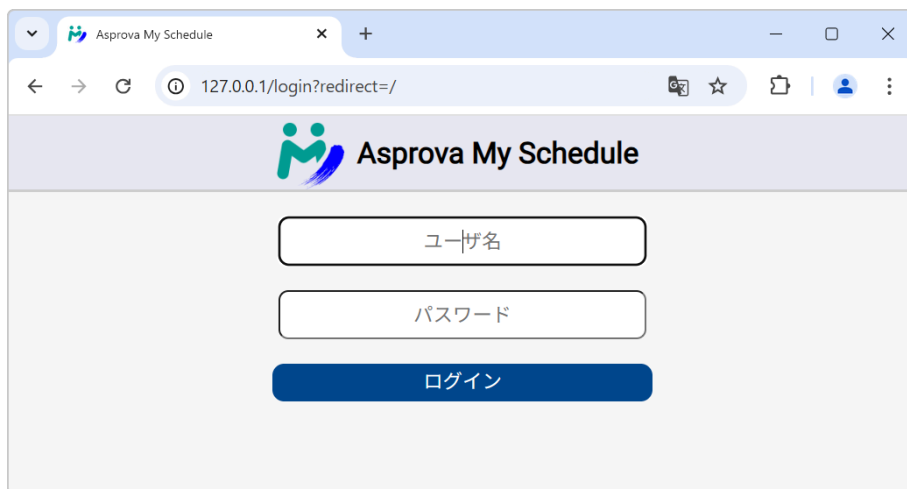 Asprova My Schedule
127.0.0.1/login?redirect=/
Asprova My Schedule
ユーザ名
パスワード
ログイン